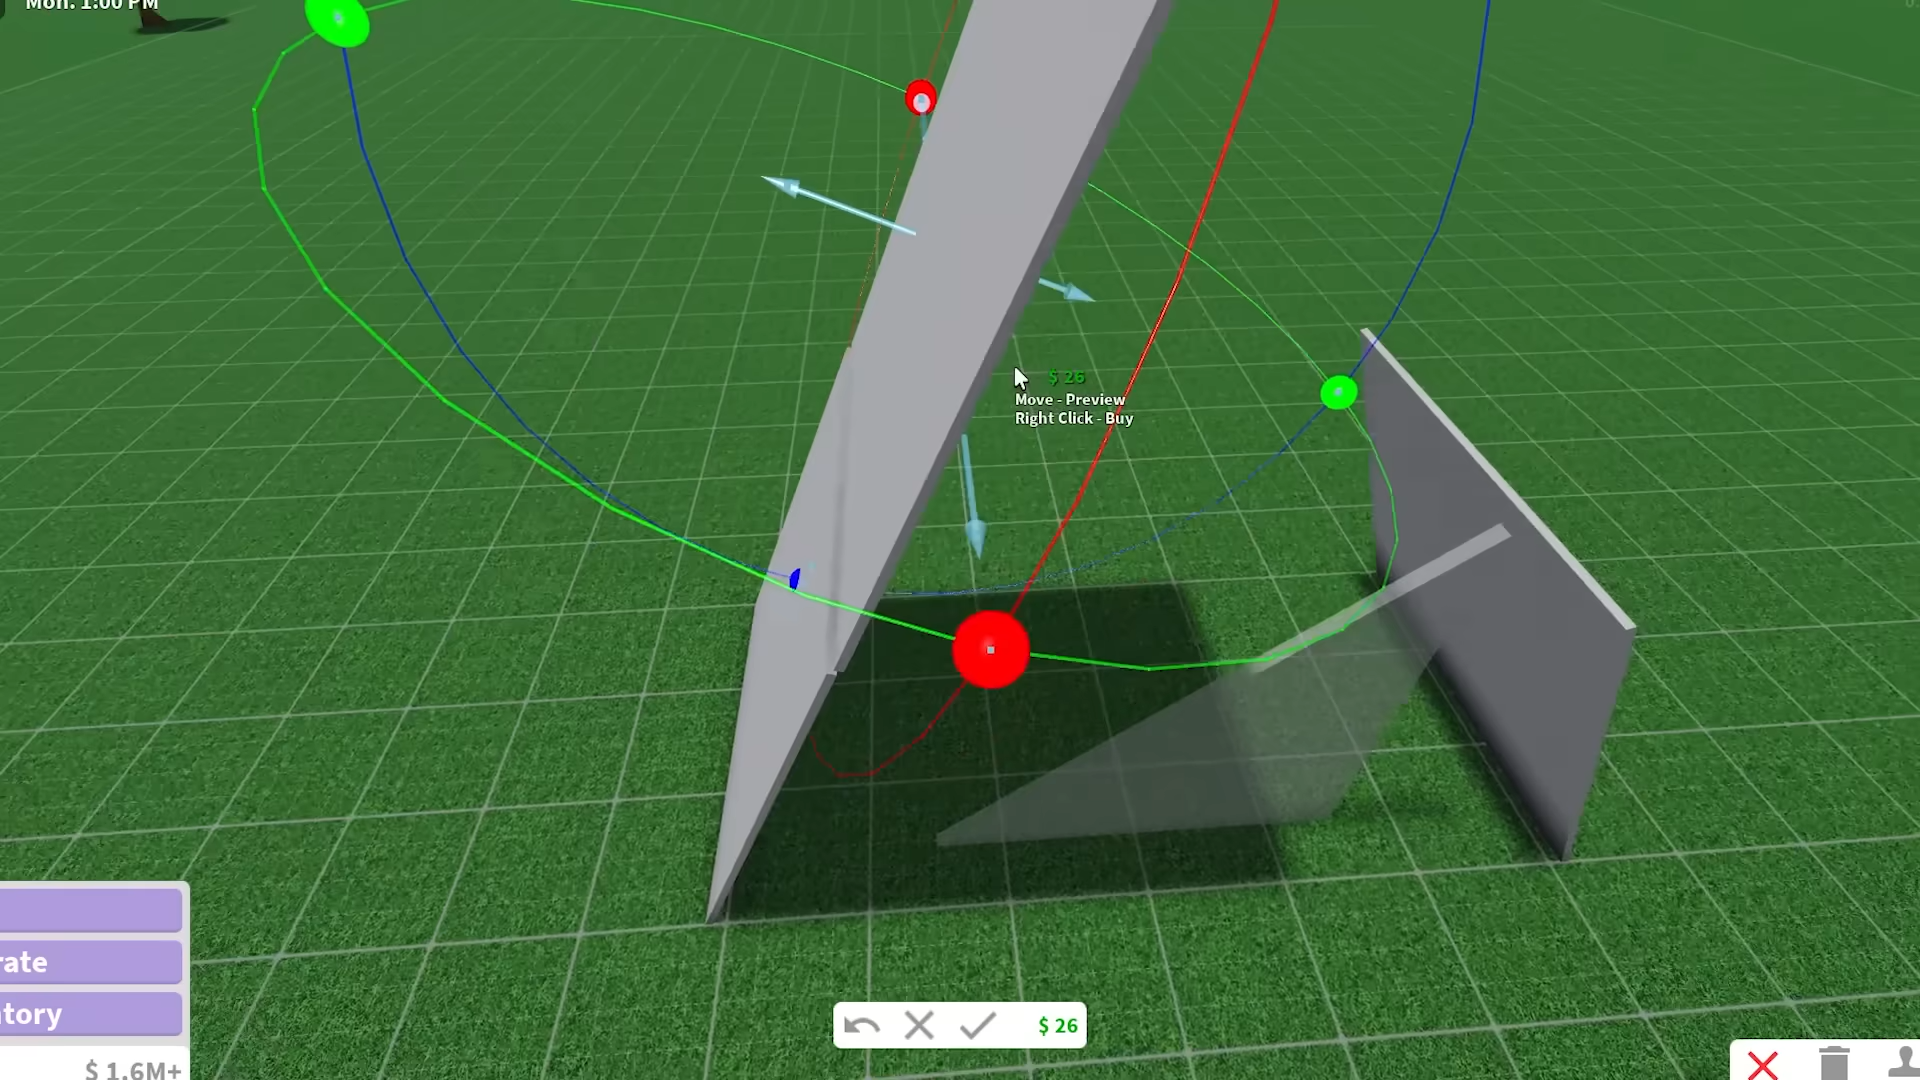 Mon. 1:00 PM
$ 26
Move - Preview
Right Click - Buy
rate
tory
$ 26
$ 1.6M+